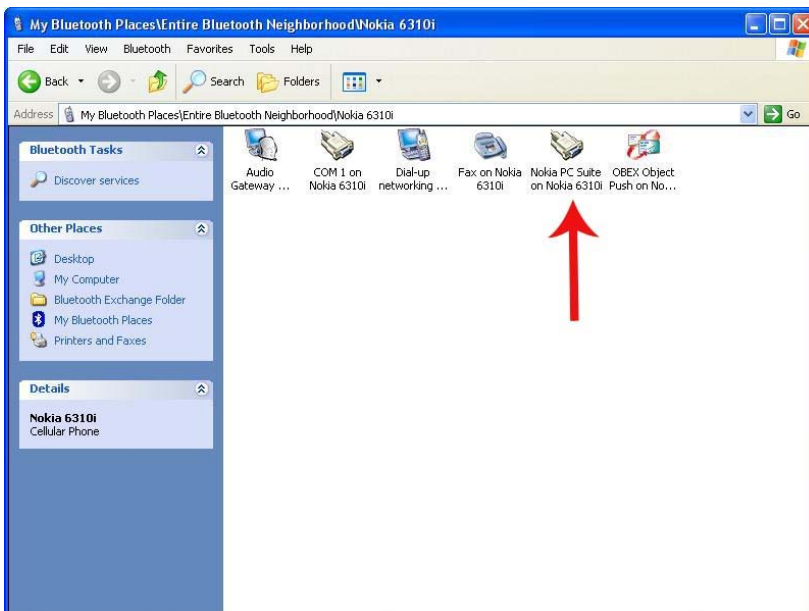 My Bluetooth Places\Entire Bluetooth Neighborhood\Nokia 6310i
File Edit View Bluetooth Favorites Tools Help
Back Search Folders
Address My Bluetooth Places\Entire Bluetooth Neighborhood\Nokia 6310i Go
Bluetooth Tasks
Discover services
Other Places
Desktop
My Computer
Bluetooth Exchange Folder
My Bluetooth Places
Printers and Faxes
Details
Nokia 6310i
Cellular Phone
Audio
Gateway ...
COM 1 on
Nokia 6310i
Dial-up
networking ...
Fax on Nokia
6310i
Nokia PC Suite
on Nokia 6310i
OBEX Object
Push on No...